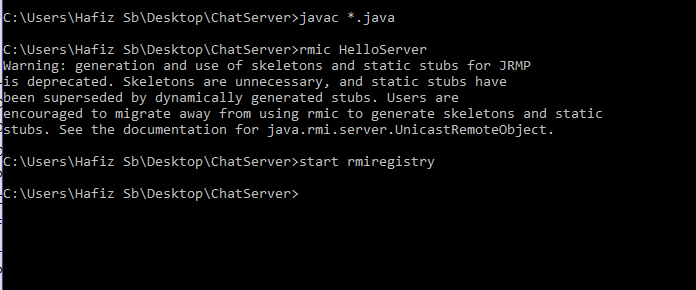 C:\Users\Hafiz Sb\Desktop\ChatServer>javac *.java
C:\Users\Hafiz Sb\Desktop\ChatServer>rmic HelloServer
Warning: generation and use of skeletons and static stubs for JRMP
is deprecated. Skeletons are unnecessary, and static stubs have
been superseded by dynamically generated stubs. Users are
encouraged to migrate away from using rmic to generate skeletons and static
stubs. See the documentation for java.rmi.server.UnicastRemoteObject.
C:\Users\Hafiz Sb\Desktop\ChatServer>start rmiregistry
C:\Users\Hafiz Sb\Desktop\ChatServer>